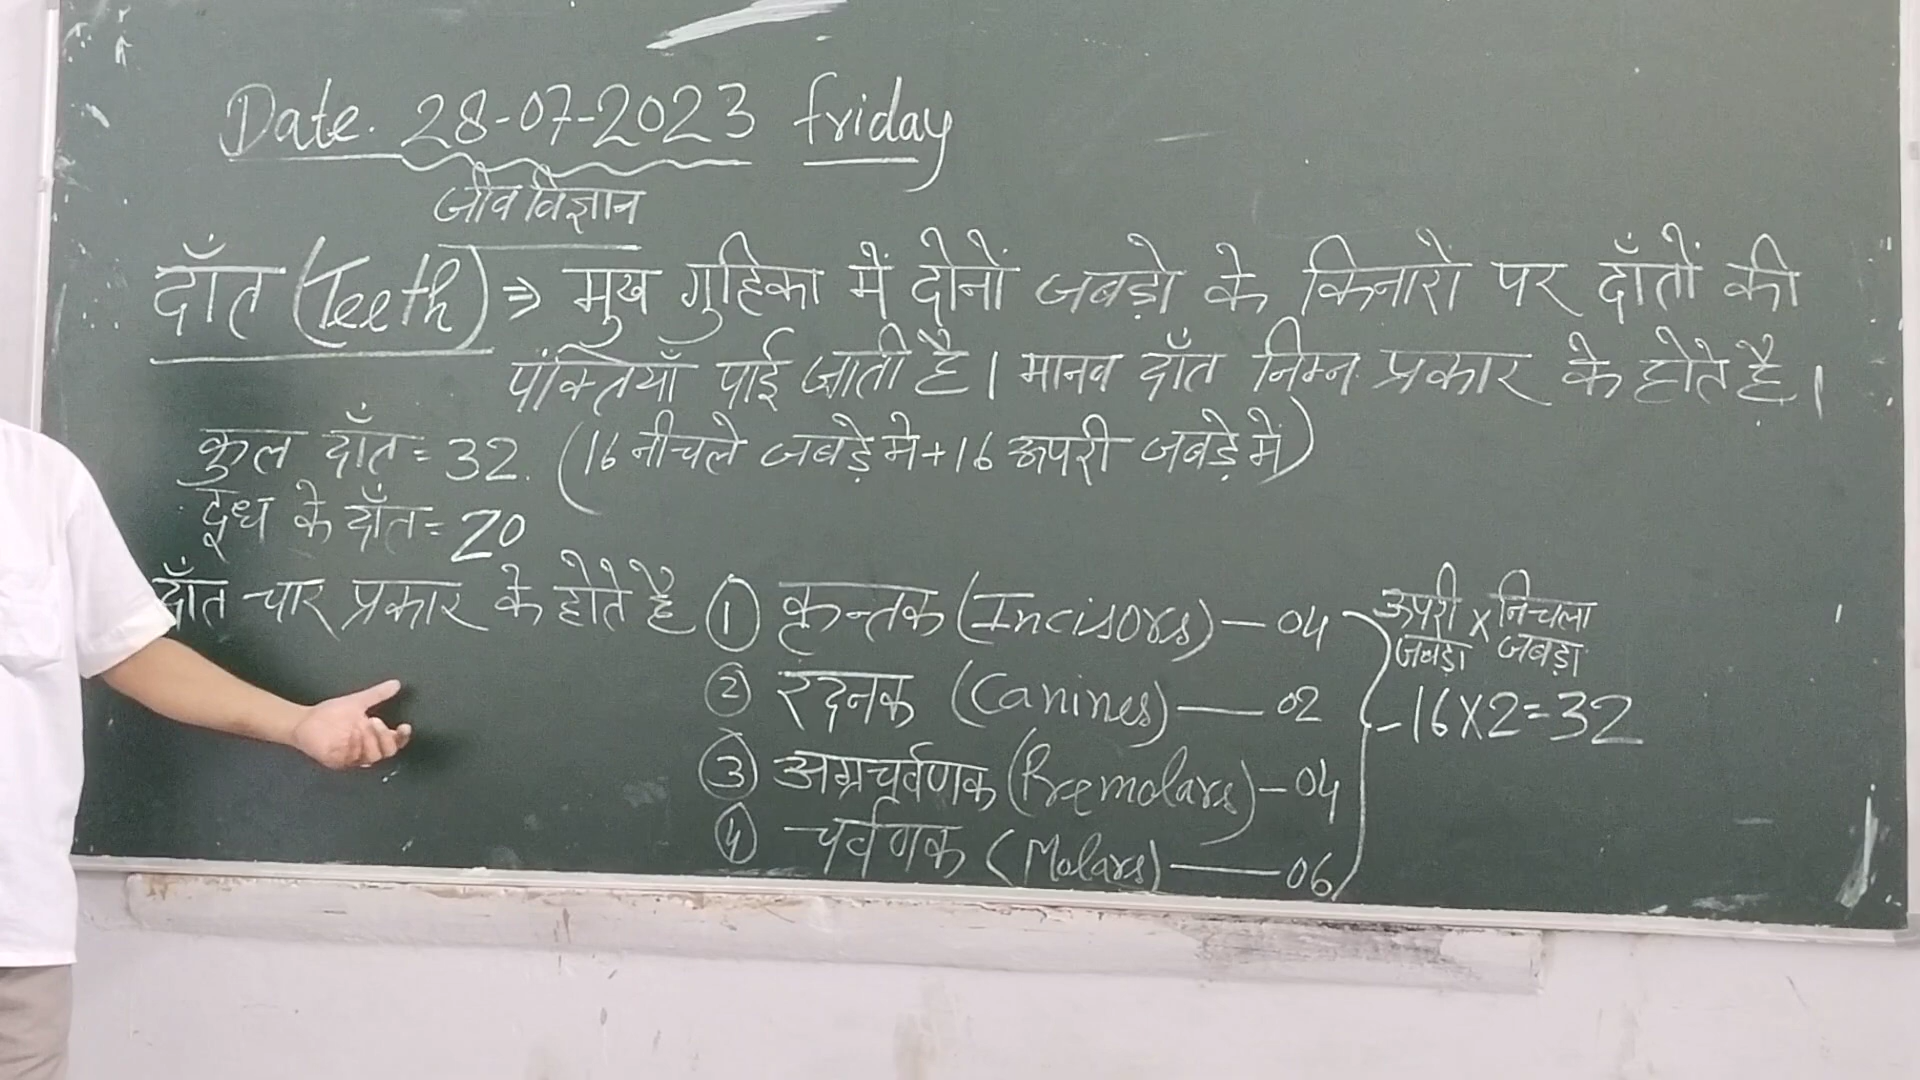 Date. 28-07-2023 friday
जीव विज्ञान
दाँत (Teeth) ⇒ मुख गुहिका में दोनों जबड़ो के किनारो पर दाँतों की
पंक्तियाँ पाई जाती है। मानव दाँत निम्न प्रकार के होते है।
कुल दाँत = 32. (16 नीचले जबड़े मे + 16 ऊपरी जबड़े में)
दूध के दाँत = 20
दाँत चार प्रकार के होते है ① कृन्तक (Incisors) — 04
② रदनक (Canines) — 02
③ अग्रचर्वणक (Premolars) - 04
④ चर्वणक (Molars) — 06
ऊपरी जबड़ा × निचला जबड़ा
- 16 X 2 = 32